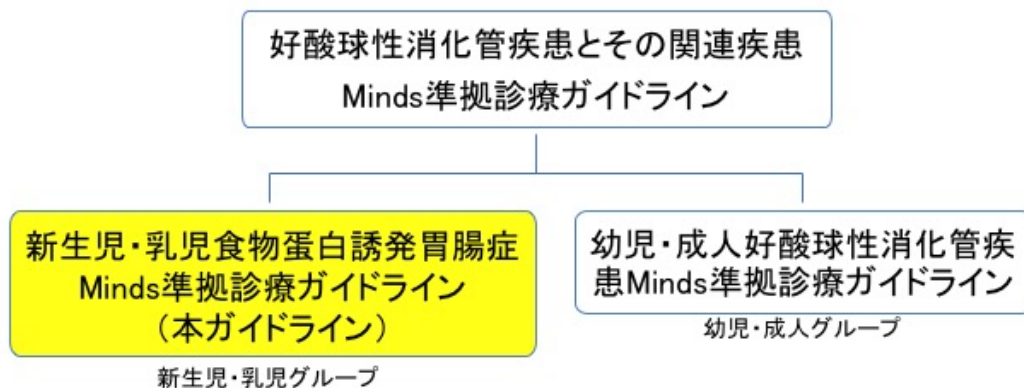 好酸球性消化管疾患とその関連疾患
Minds準拠診療ガイドライン
新生児・乳児食物蛋白誘発胃腸症
Minds準拠診療ガイドライン
（本ガイドライン）
新生児・乳児グループ
幼児・成人好酸球性消化管疾
患Minds準拠診療ガイドライン
幼児・成人グループ